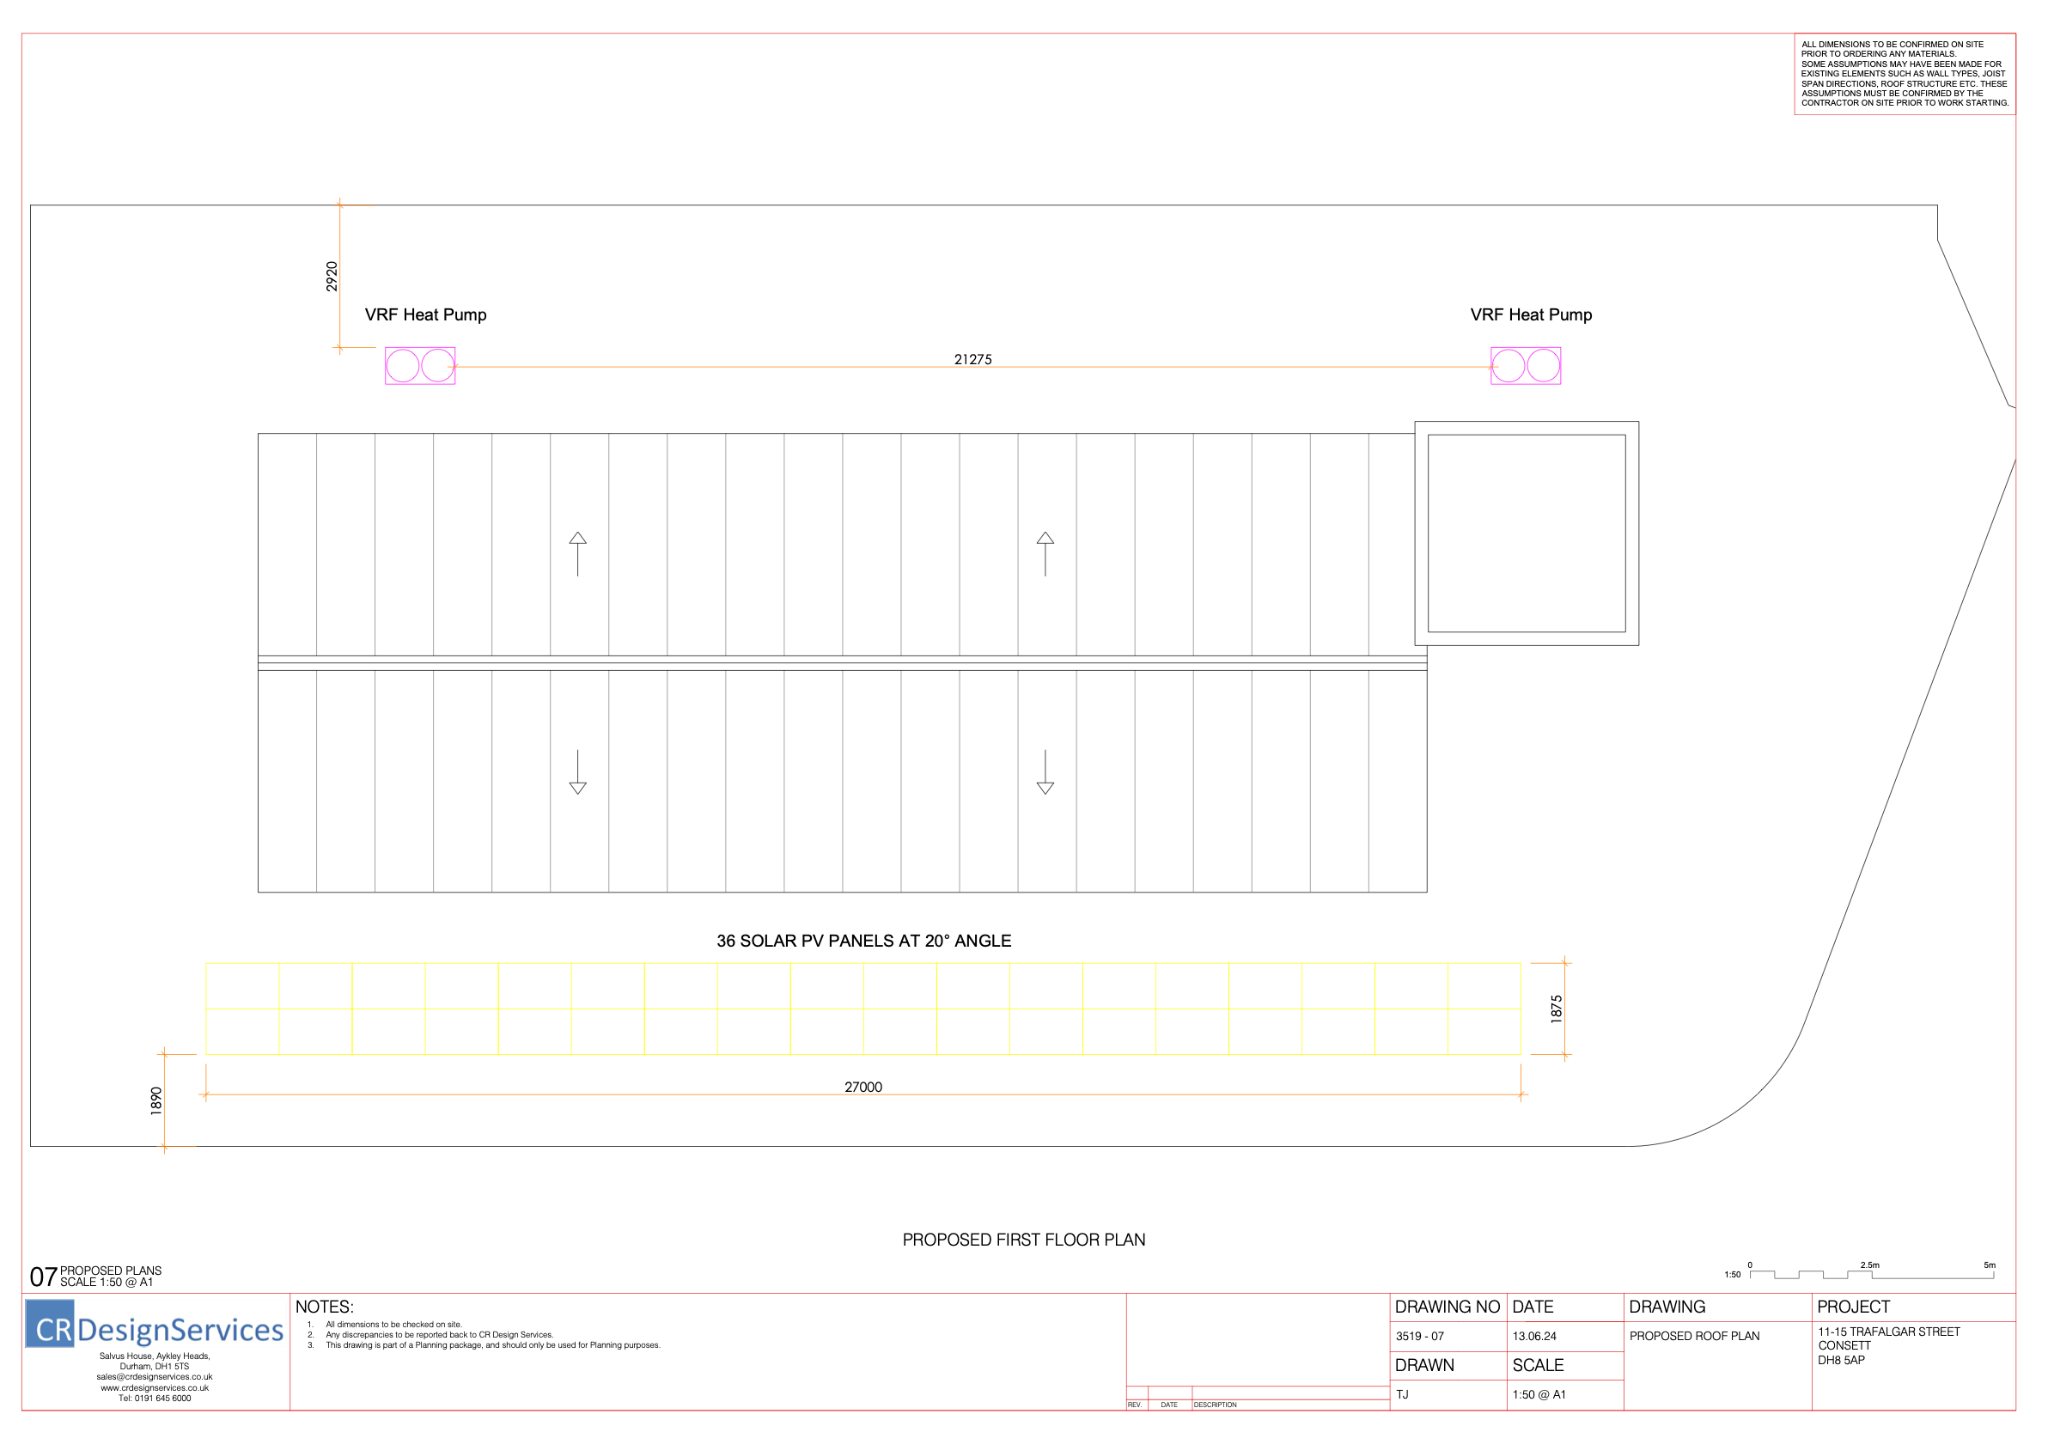 ALL DIMENSIONS TO BE CONFIRMED ON SITE
PRIOR TO ORDERING ANY MATERIALS.
SOME ASSUMPTIONS MAY HAVE BEEN MADE FOR
EXISTING ELEMENTS SUCH AS WALL TYPES, JOIST
SPAN DIRECTIONS, ROOF STRUCTURE ETC. THESE
ASSUMPTIONS MUST BE CONFIRMED BY THE
CONTRACTOR ON SITE PRIOR TO WORK STARTING.
2920
VRF Heat Pump
VRF Heat Pump
21275
36 SOLAR PV PANELS AT 20° ANGLE
1875
27000
1890
PROPOSED FIRST FLOOR PLAN
07 PROPOSED PLANS
SCALE 1:50 @ A1
1:50
0 2.5m 5m
CR DesignServices
Salvus House, Aykley Heads,
Durham, DH1 5TS
sales@crdesignservices.co.uk
www.crdesignservices.co.uk
Tel: 0191 645 6000
NOTES:
1. All dimensions to be checked on site.
2. Any discrepancies to be reported back to CR Design Services.
3. This drawing is part of a Planning package, and should only be used for Planning purposes.
REV. DATE DESCRIPTION
DRAWING NO
3519 - 07
DATE
13.06.24
DRAWN
TJ
SCALE
1:50 @ A1
DRAWING
PROPOSED ROOF PLAN
PROJECT
11-15 TRAFALGAR STREET
CONSETT
DH8 5AP